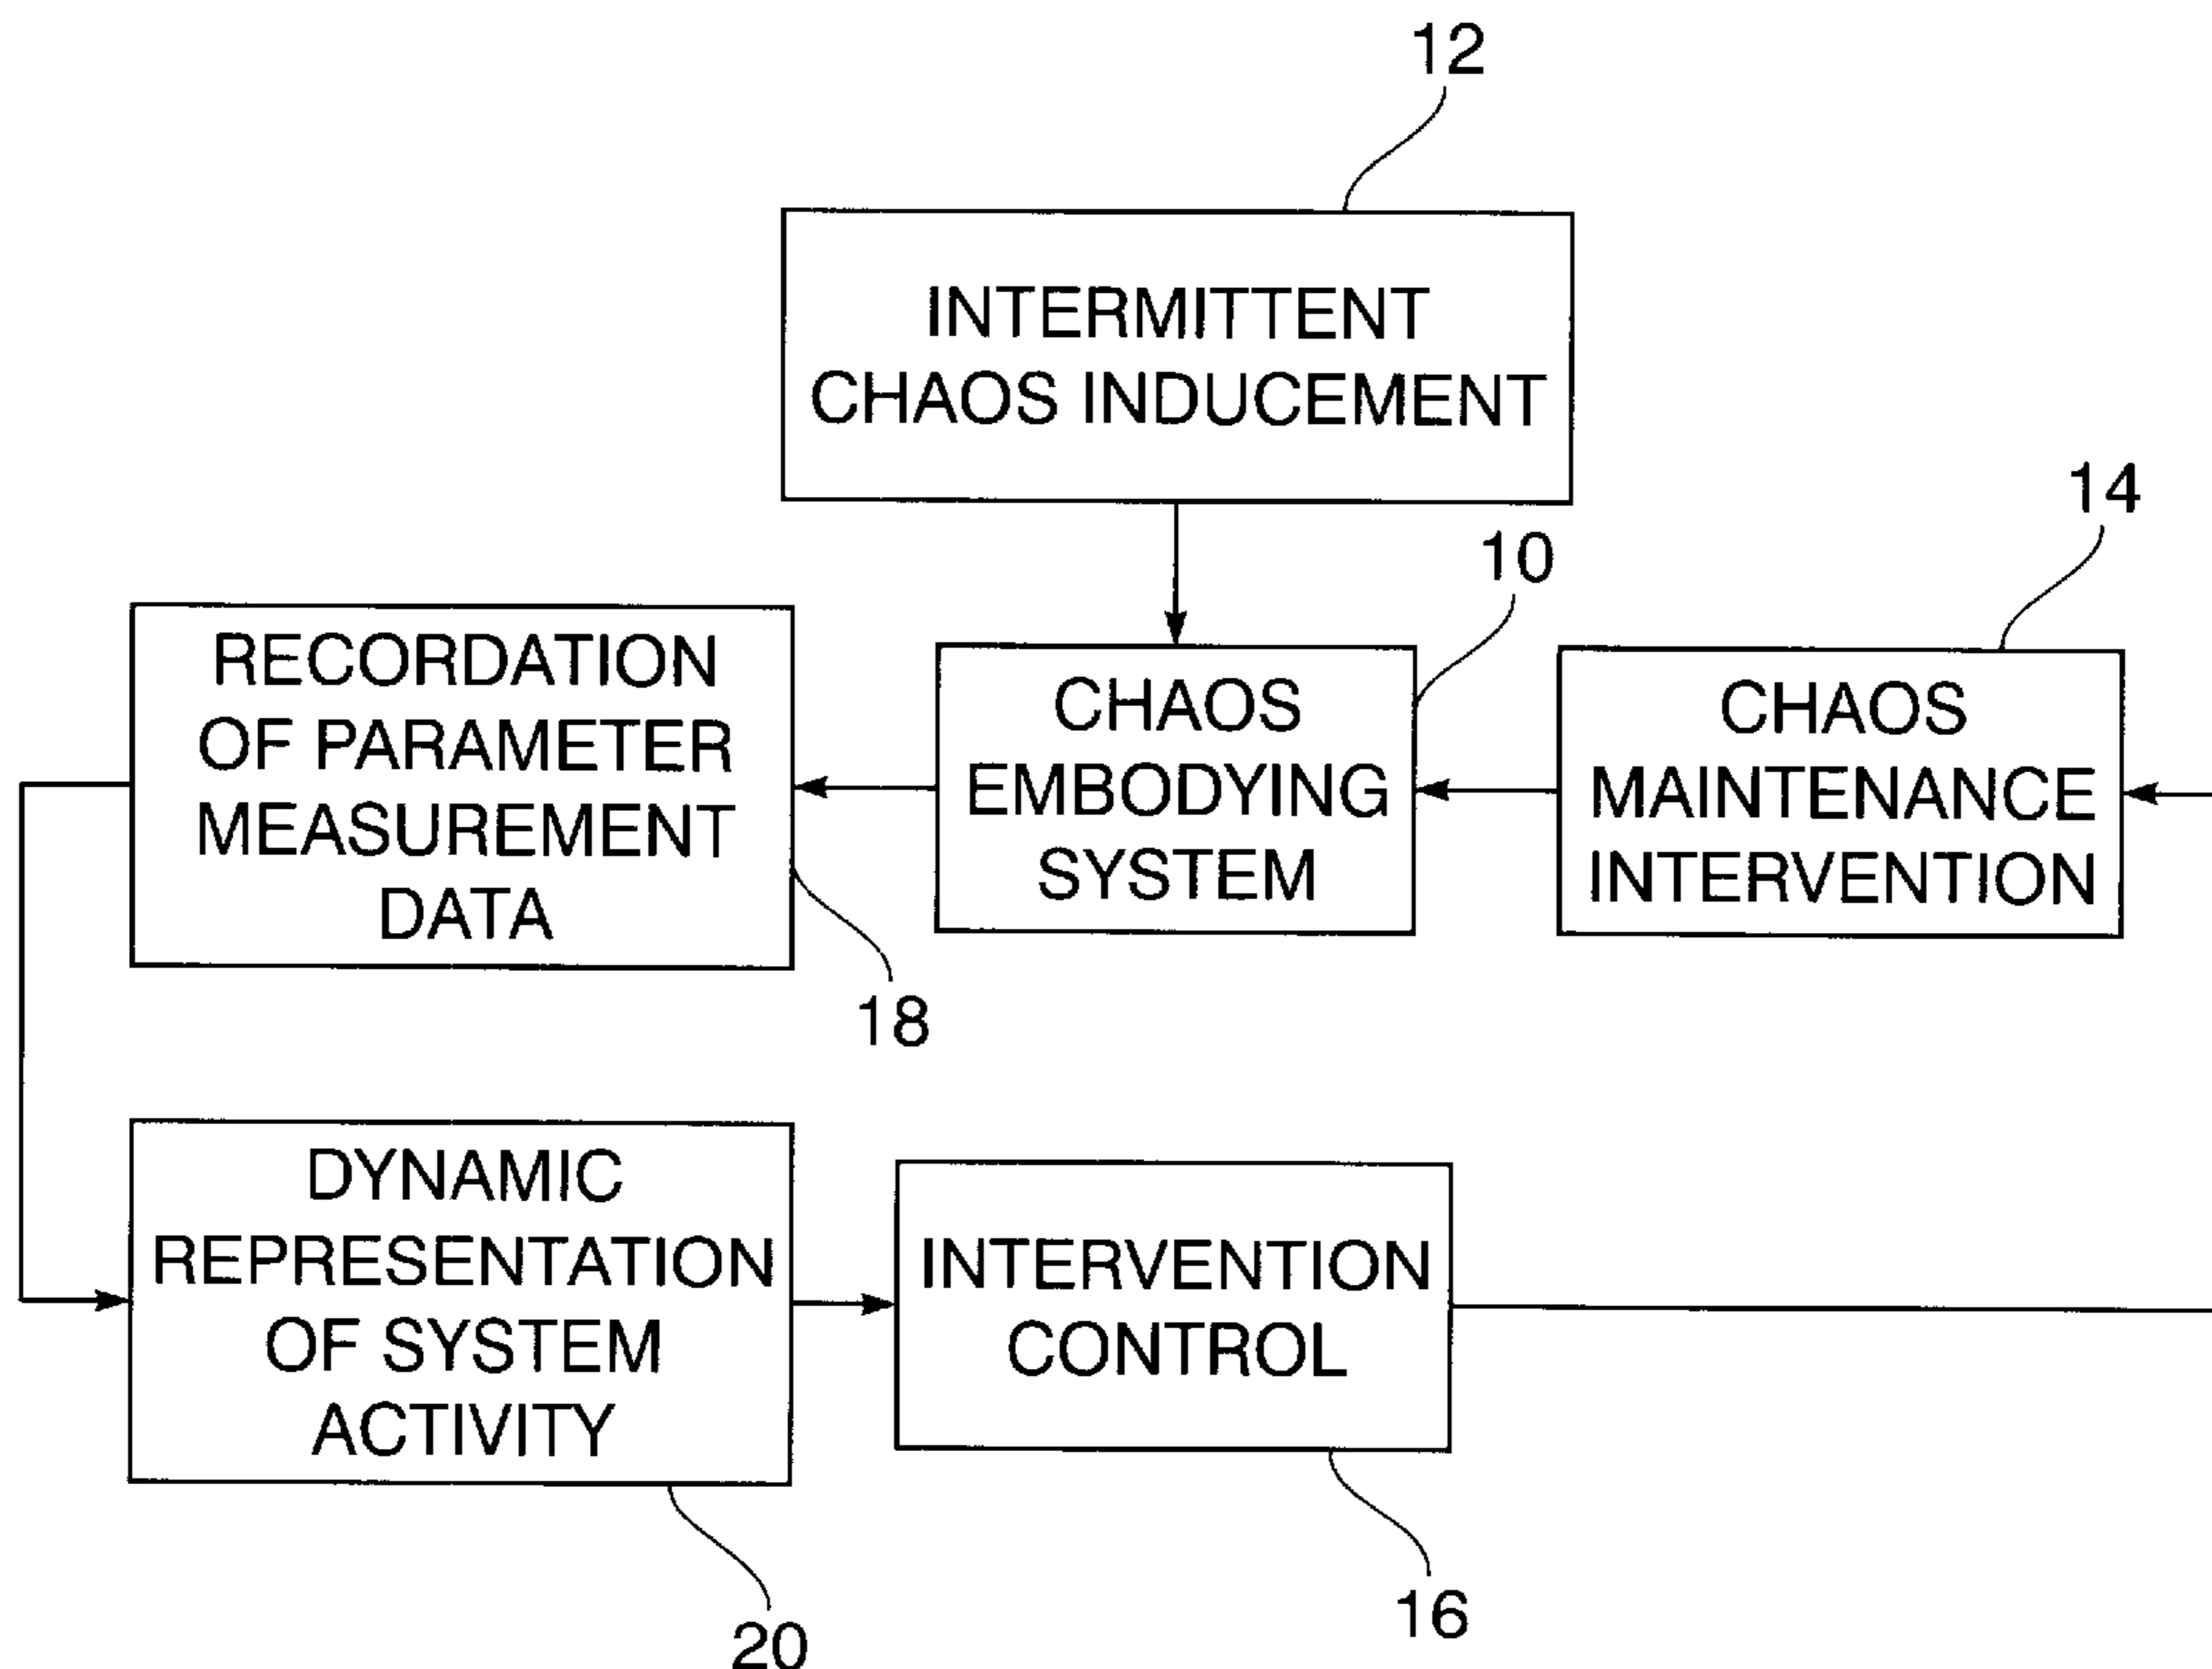 12
INTERMITTENT
CHAOS INDUCEMENT
14
10
RECORDATION
OF PARAMETER
MEASUREMENT
DATA
CHAOS
EMBODYING
SYSTEM
CHAOS
MAINTENANCE
INTERVENTION
18
DYNAMIC
REPRESENTATION
OF SYSTEM
ACTIVITY
INTERVENTION
CONTROL
16
20